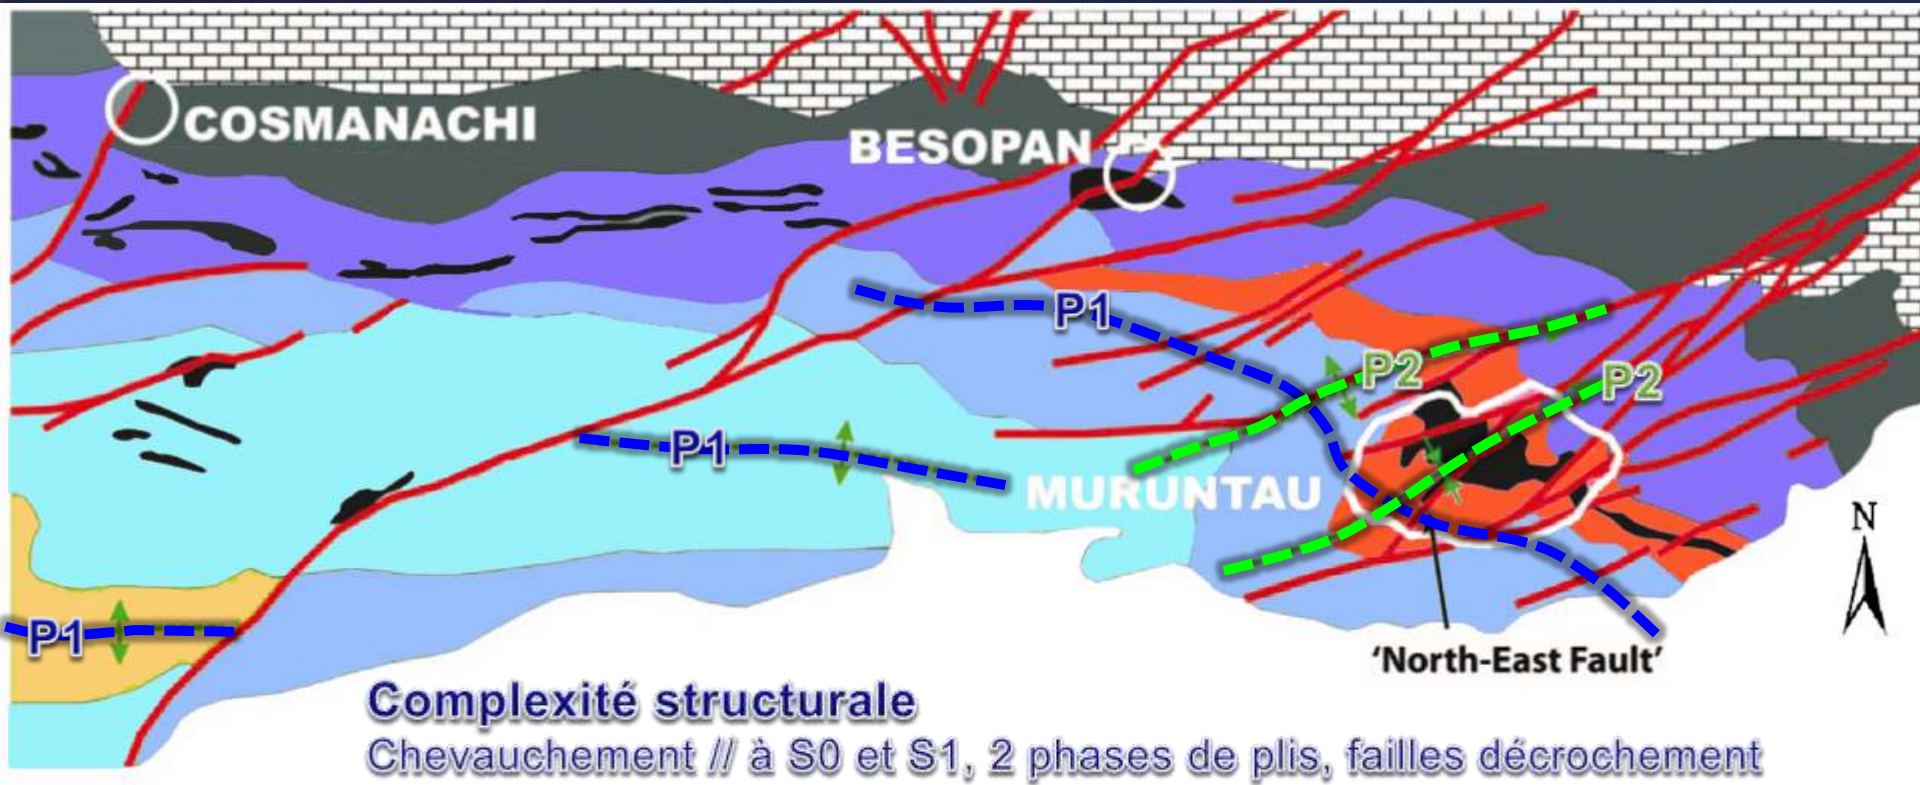 COSMANACHI
BESOPAN
P1
P2
P2
P1
MURUNTAU
N
P1
'North-East Fault'
Complexité structurale
Chevauchement // à S0 et S1, 2 phases de plis, failles décrochement